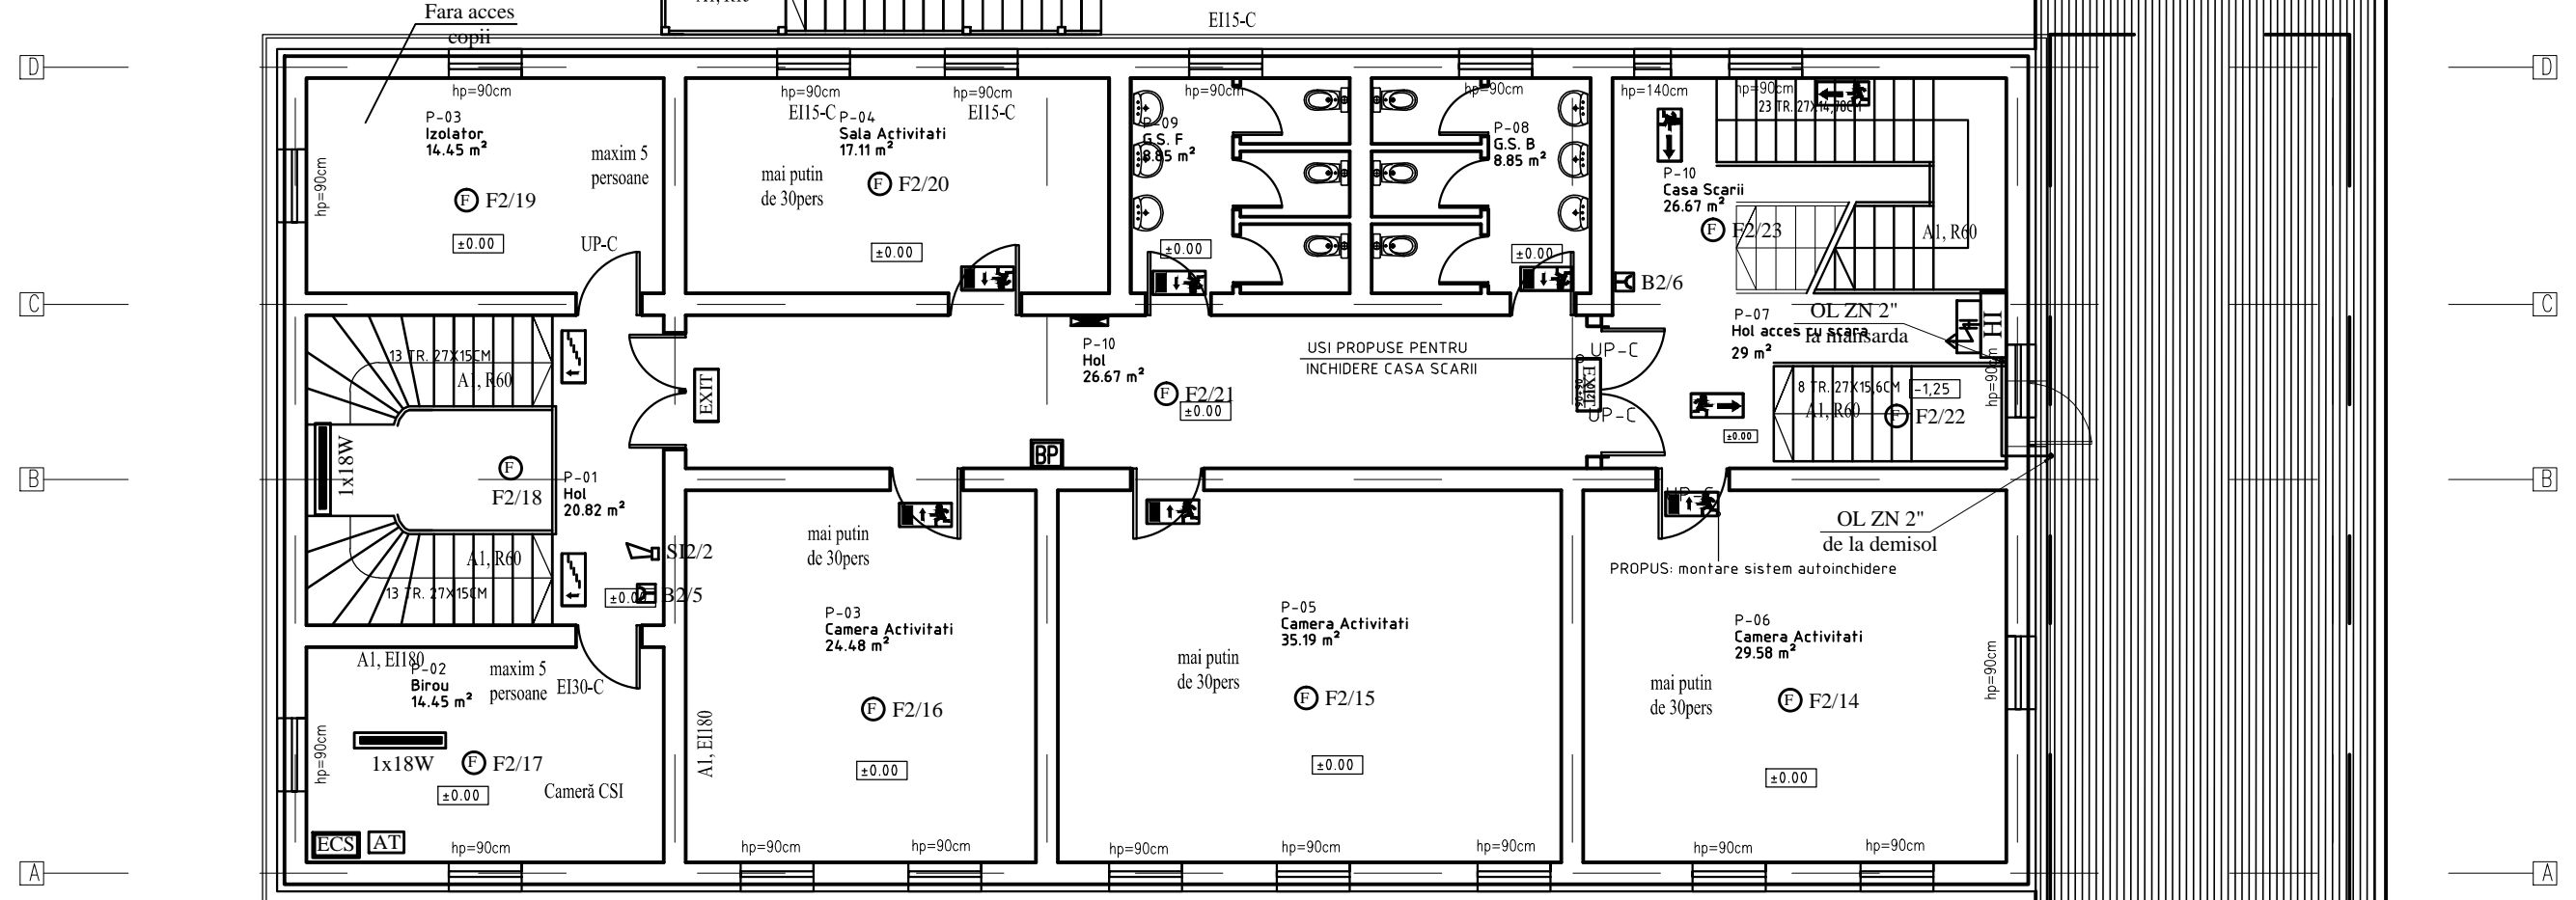 Fara acces
copii
A1, R15
EI15-C
D
D
hp=90cm
hp=90cm
hp=90cm
hp=90cm
hp=90cm
hp=140cm
hp=90cm
23 TR. 27X14,78CM
EI15-C
EI15-C
P-03
Izolator
14.45 m²
maxim 5
persoane
hp=90cm
F F2/19
±0.00
UP-C
P-04
Sala Activitati
17.11 m²
mai putin
de 30pers
F F2/20
±0.00
P-09
G.S. F
8.85 m²
±0.00
P-08
G.S. B
8.85 m²
±0.00
P-10
Casa Scarii
26.67 m²
F F2/23
A1, R60
B2/6
C
C
13 TR. 27X15CM
A1, R60
EXIT
P-10
Hol
26.67 m²
F F2/21
±0.00
USI PROPUSE PENTRU
INCHIDERE CASA SCARII
UP-C
EXIT
UP-C
P-07
Hol acces cu scara
29 m²
OL ZN 2"
la mansarda
HI
hp=90cm
8 TR. 27X15,6CM
-1,25
A1, R60
F F2/22
±0.00
1x18W
F
F2/18
P-01
Hol
20.82 m²
BP
B
B
A1, R60
13 TR. 27X15CM
SI2/2
±0.00
B2/5
UP-C
OL ZN 2"
de la demisol
PROPUS: montare sistem autoinchidere
mai putin
de 30pers
P-03
Camera Activitati
24.48 m²
F F2/16
±0.00
A1, EI180
P-05
Camera Activitati
35.19 m²
mai putin
de 30pers
F F2/15
±0.00
P-06
Camera Activitati
29.58 m²
mai putin
de 30pers
F F2/14
±0.00
hp=90cm
A1, EI180
P-02
Birou
14.45 m²
maxim 5
persoane
EI30-C
hp=90cm
1x18W
F F2/17
±0.00
Cameră CSI
ECS
AT
hp=90cm
hp=90cm
hp=90cm
hp=90cm
hp=90cm
hp=90cm
hp=90cm
hp=90cm
A
A